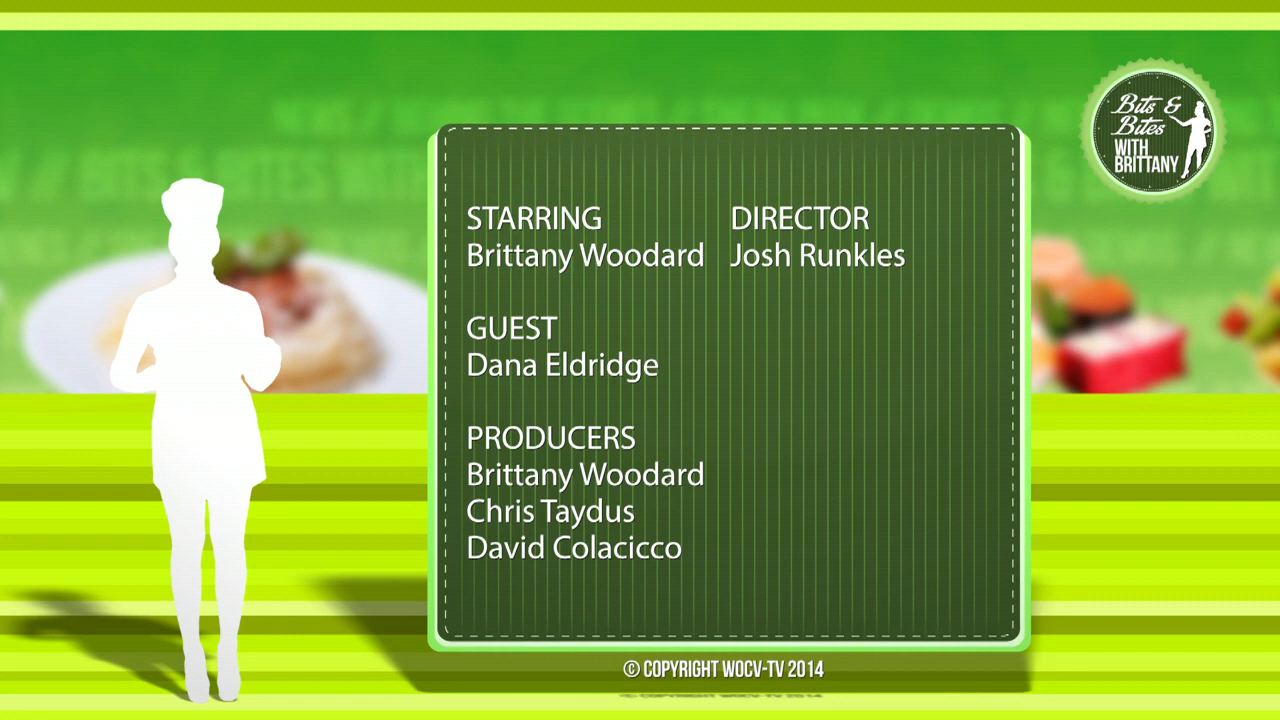 Bits &
Bites
WITH
BRITTANY
STARRING
Brittany Woodard
GUEST
Dana Eldridge
PRODUCERS
Brittany Woodard
Chris Taydus
David Colacicco
DIRECTOR
Josh Runkles
© COPYRIGHT WOCV-TV 2014